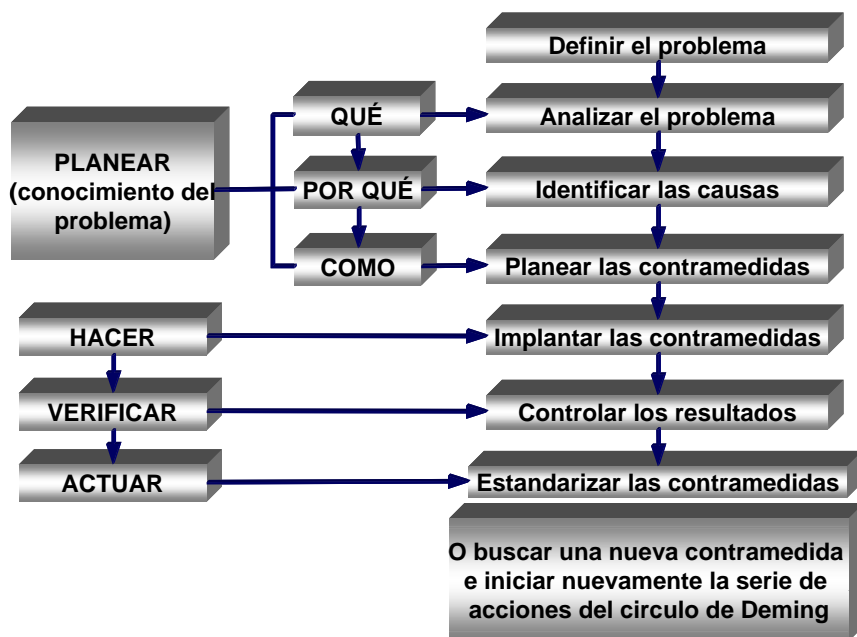 Definir el problema
QUÉ
Analizar el problema
PLANEAR
(conocimiento del
problema)
POR QUÉ
Identificar las causas
COMO
Planear las contramedidas
HACER
Implantar las contramedidas
VERIFICAR
Controlar los resultados
ACTUAR
Estandarizar las contramedidas
O buscar una nueva contramedida
e iniciar nuevamente la serie de
acciones del circulo de Deming